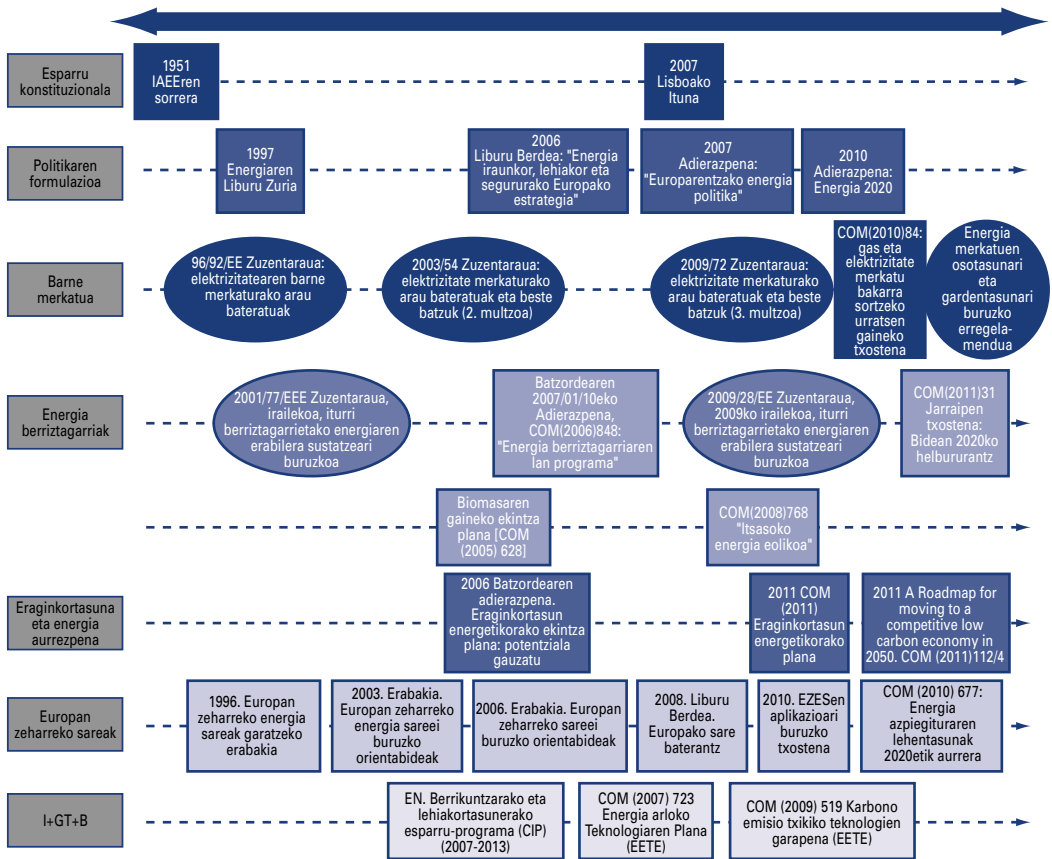 Esparru
konstituzionala
1951
IAEEren
sorrera
2007
Lisboako
Ituna
Politikaren
formulazioa
1997
Energiaren
Liburu Zuria
2006
Liburu Berdea: "Energia
iraunkor, lehiakor eta
segururako Europako
estrategia"
2007
Adierazpena:
"Europarentzako energia
politika"
2010
Adierazpena:
Energia 2020
Barne
merkatua
96/92/EE Zuzentaraua:
elektrizitatearen barne
merkaturako arau
bateratuak
2003/54 Zuzentaraua:
elektrizitate merkaturako
arau bateratuak eta beste
batzuk (2. multzoa)
2009/72 Zuzentaraua:
elektrizitate merkaturako
arau bateratuak eta beste
batzuk (3. multzoa)
COM(2010)84:
gas eta
elektrizitate
merkatu
bakarra
sortzeko
urratsen
gaineko
txostena
Energia
merkatuen
osotasunari
eta
gardentasunari
buruzko
erregela-
mendua
Energia
berriztagarriak
2001/77/EEE Zuzentaraua,
irailekoa, iturri
berriztagarrietako energiaren
erabilera sustatzeari
buruzkoa
Batzordearen
2007/01/10eko
Adierazpena,
COM(2006)848:
"Energia berriztagarriaren
lan programa"
2009/28/EE Zuzentaraua,
2009ko irailekoa, iturri
berriztagarrietako energiaren
erabilera sustatzeari
buruzkoa
COM(2011)31
Jarraipen
txostena:
Bidean 2020ko
helbururantz
Biomasaren
gaineko ekintza
plana [COM
(2005) 628]
COM(2008)768
"Itsasoko
energia eolikoa"
Eraginkortasuna
eta energia
aurrezpena
2006 Batzordearen
adierazpena.
Eraginkortasun
energetikorako ekintza
plana: potentziala
gauzatu
2011 COM
(2011)
Eraginkortasun
energetikorako
plana
2011 A Roadmap for
moving to a
competitive low
carbon economy in
2050. COM (2011)112/4
Europan
zeharreko sareak
1996. Europan
zeharreko energia
sareak garatzeko
erabakia
2003. Erabakia.
Europan zeharreko
energia sareei
buruzko
orientabideak
2006. Erabakia. Europan
zeharreko sareei
buruzko orientabideak
2008. Liburu
Berdea.
Europako sare
baterantz
2010. EZESen
aplikazioari
buruzko
txostena
COM (2010) 677:
Energia
azpiegituraren
lehentasunak
2020etik aurrera
I+GT+B
EN. Berrikuntzarako eta
lehiakortasunerako
esparru-programa (CIP)
(2007-2013)
COM (2007) 723
Energia arloko
Teknologiaren Plana
(EETE)
COM (2009) 519 Karbono
emisio txikiko teknologien
garapena (EETE)